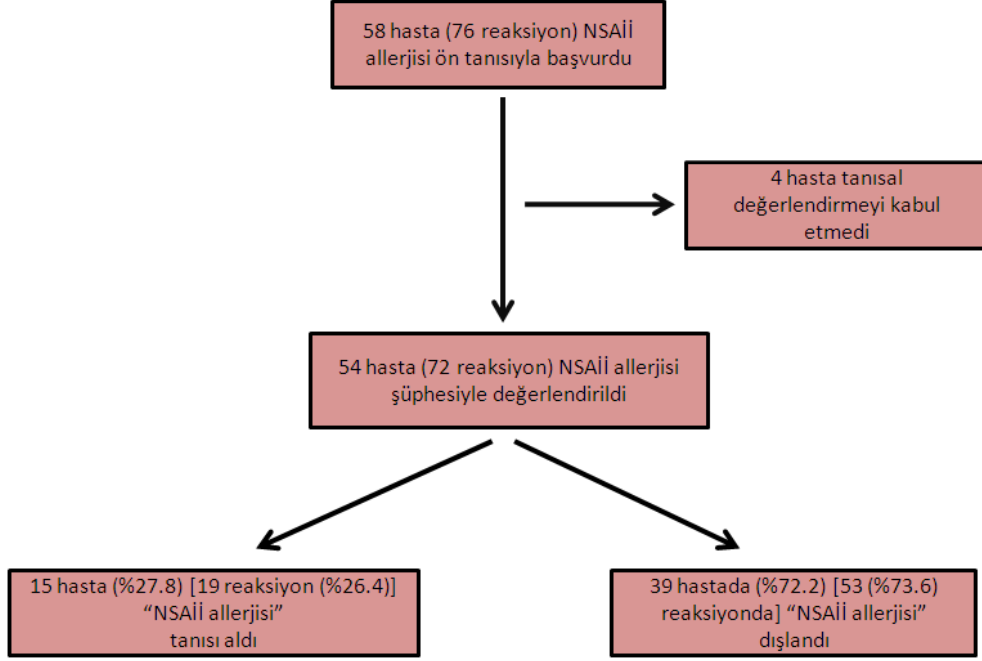 58 hasta (76 reaksiyon) NSAİİ
allerjisi ön tanısıyla başvurdu
4 hasta tanısal
değerlendirmeyi kabul
etmedi
54 hasta (72 reaksiyon) NSAİİ allerjisi
şüphesiyle değerlendirildi
15 hasta (%27.8) [19 reaksiyon (%26.4)]
“NSAİİ allerjisi”
tanısı aldı
39 hastada (%72.2) [53 (%73.6)
reaksiyonda] “NSAİİ allerjisi”
dışlandı